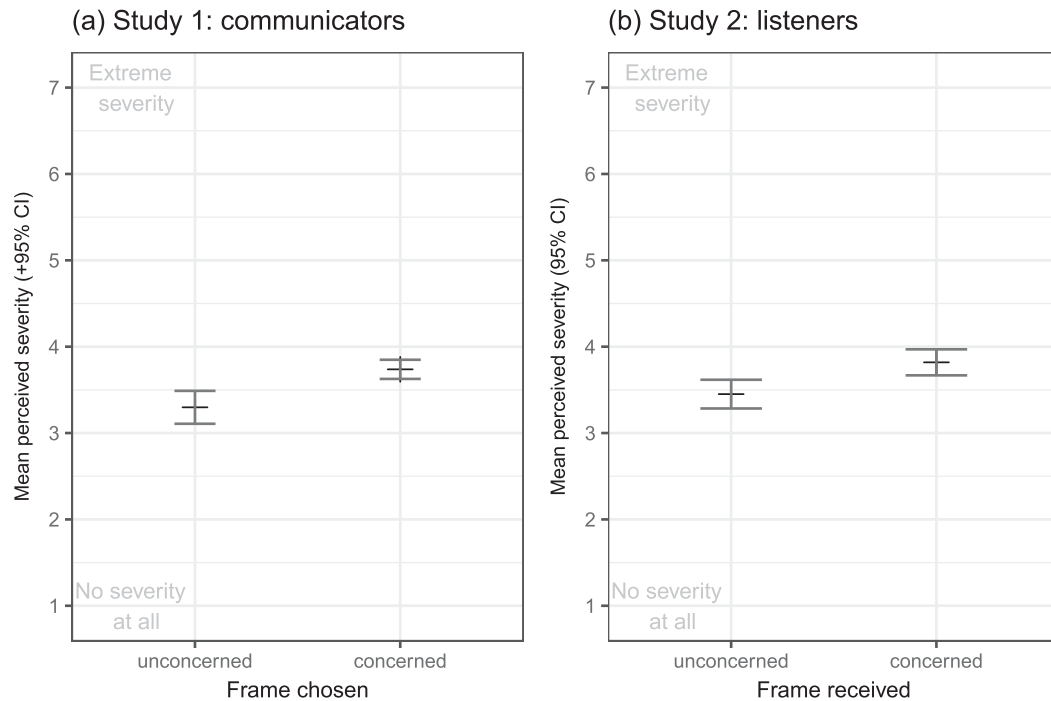 (a) Study 1: communicators
Mean perceived severity (+95% CI)
7
6
5
4
3
2
1
Extreme
severity
No severity
at all
unconcerned
concerned
Frame chosen
(b) Study 2: listeners
Mean perceived severity (95% CI)
7
6
5
4
3
2
1
Extreme
severity
No severity
at all
unconcerned
concerned
Frame received